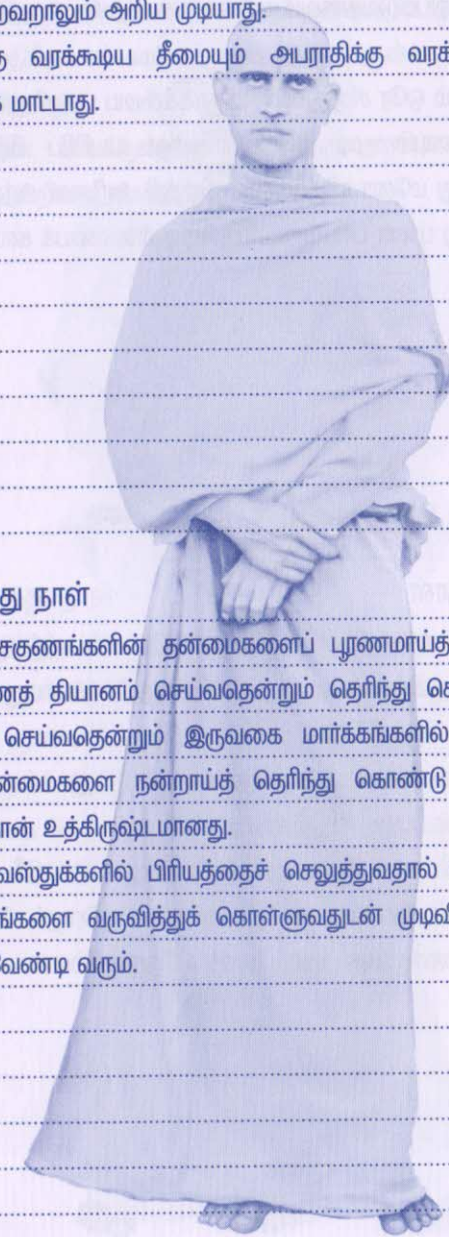 றவறாலும் அறிய முடியாது.
கு வரக்கூடிய தீமையும் அபராதிக்கு வரக்
க மாட்டாது.
து நாள்
சகுணங்களின் தன்மைகளைப் பூரணமாய்த்
ணத் தியானம் செய்வதென்றும் தெரிந்து கெ
செய்வதென்றும் இருவகை மார்க்கங்களில்
ன்மைகளை நன்றாய்த் தெரிந்து கொண்டு
ான் உத்கிருஷ்டமானது.
வஸ்துக்களில் பிரியத்தைச் செலுத்துவதால்
ங்களை வருவித்துக் கொள்ளுவதுடன் முடிவி
வேண்டி வரும்.